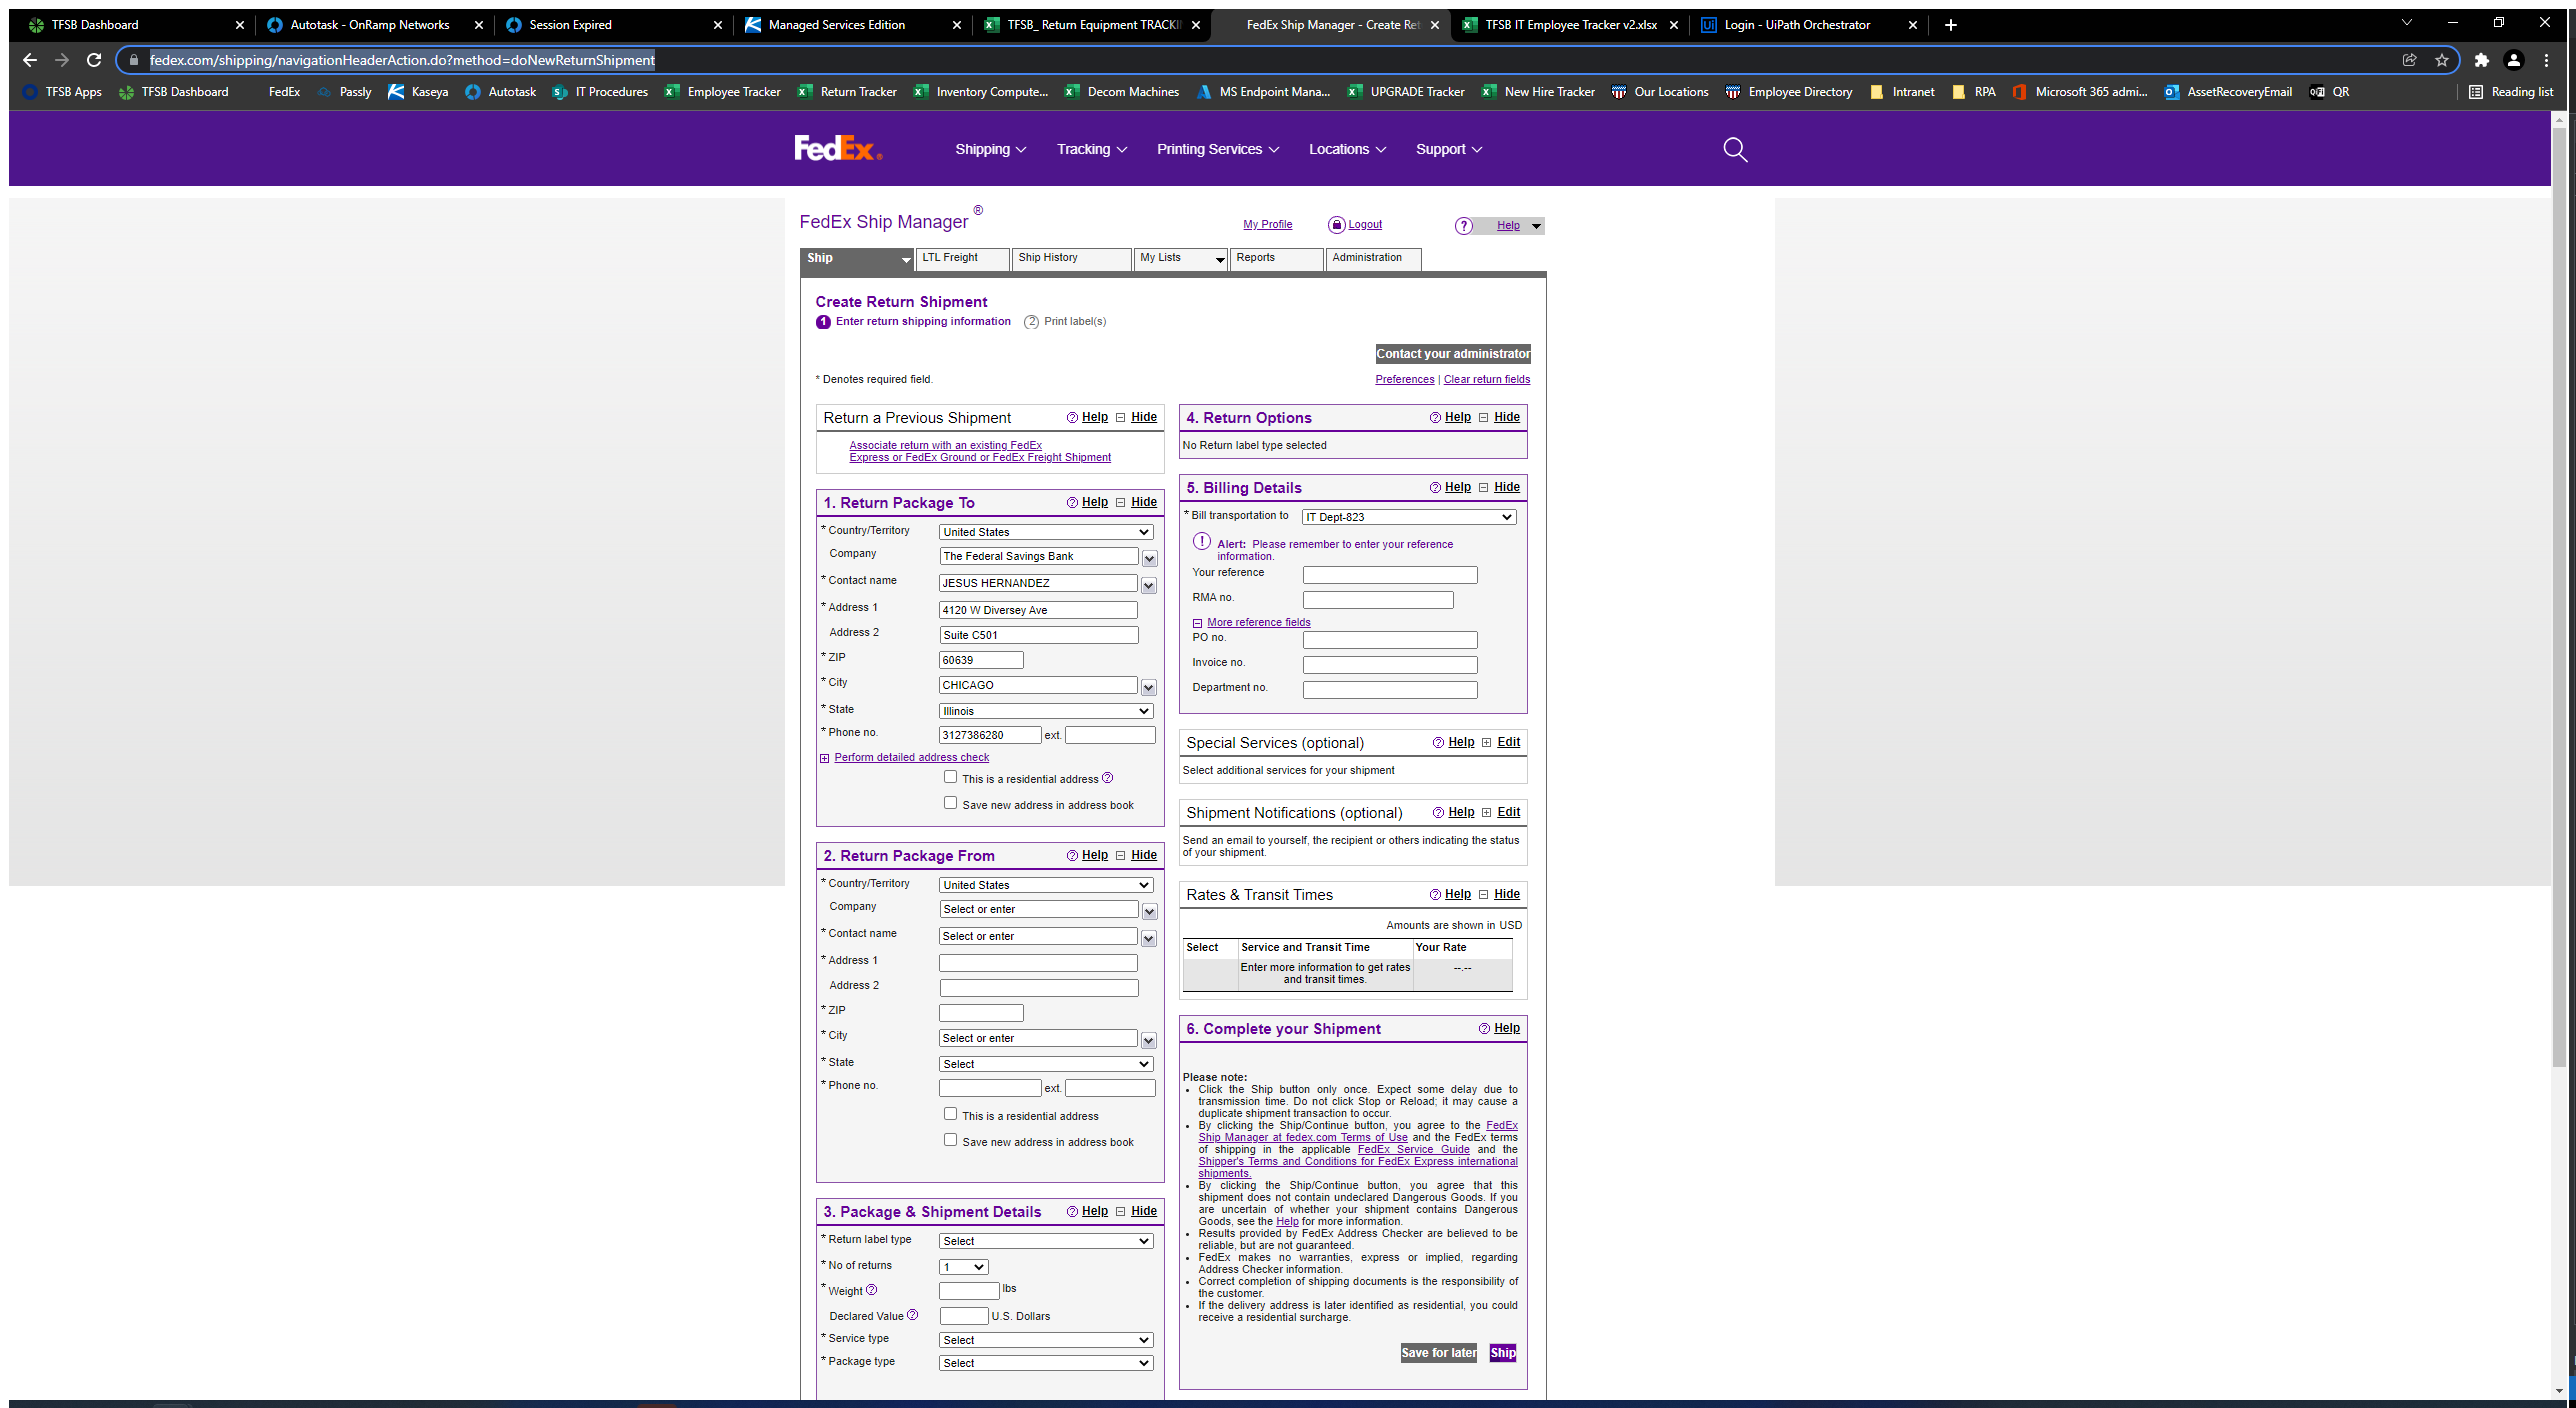 TFSB Dashboard
Autotask - OnRamp Networks
Session Expired
Managed Services Edition
TFSB_ Return Equipment TRACKI
FedEx Ship Manager - Create Ret
TFSB IT Employee Tracker v2.xlsx
Login - UiPath Orchestrator
fedex.com/shipping/navigationHeaderAction.do?method=doNewReturnShipment
TFSB Apps TFSB Dashboard FedEx Passly Kaseya Autotask IT Procedures Employee Tracker Return Tracker Inventory Compute... Decom Machines MS Endpoint Mana... UPGRADE Tracker New Hire Tracker Our Locations Employee Directory Intranet RPA Microsoft 365 admi... AssetRecoveryEmail QR Reading list
FedEx Shipping Tracking Printing Services Locations Support
FedEx Ship Manager ®
My Profile Logout ? Help
Ship LTL Freight Ship History My Lists Reports Administration
Create Return Shipment
1 Enter return shipping information 2 Print label(s)
Contact your administrator
* Denotes required field.
Preferences | Clear return fields
Return a Previous Shipment ? Help Hide
Associate return with an existing FedEx
Express or FedEx Ground or FedEx Freight Shipment
1. Return Package To ? Help Hide
* Country/Territory United States
Company The Federal Savings Bank
* Contact name JESUS HERNANDEZ
* Address 1 4120 W Diversey Ave
Address 2 Suite C501
* ZIP 60639
* City CHICAGO
* State Illinois
* Phone no. 3127386280 ext.
Perform detailed address check
This is a residential address ?
Save new address in address book
2. Return Package From ? Help Hide
* Country/Territory United States
Company Select or enter
* Contact name Select or enter
* Address 1
Address 2
* ZIP
* City Select or enter
* State Select
* Phone no. ext.
This is a residential address
Save new address in address book
3. Package & Shipment Details ? Help Hide
* Return label type Select
* No of returns 1
* Weight ? lbs
Declared Value ? U.S. Dollars
* Service type Select
* Package type Select
4. Return Options ? Help Hide
No Return label type selected
5. Billing Details ? Help Hide
* Bill transportation to IT Dept-823
! Alert: Please remember to enter your reference
information.
Your reference
RMA no.
More reference fields
PO no.
Invoice no.
Department no.
Special Services (optional) ? Help Edit
Select additional services for your shipment
Shipment Notifications (optional) ? Help Edit
Send an email to yourself, the recipient or others indicating the status
of your shipment.
Rates & Transit Times ? Help Hide
Amounts are shown in USD
Select Service and Transit Time Your Rate
Enter more information to get rates --.--
and transit times.
6. Complete your Shipment ? Help
Please note:
• Click the Ship button only once. Expect some delay due to
transmission time. Do not click Stop or Reload; it may cause a
duplicate shipment transaction to occur.
• By clicking the Ship/Continue button, you agree to the FedEx
Ship Manager at fedex.com Terms of Use and the FedEx terms
of shipping in the applicable FedEx Service Guide and the
Shipper's Terms and Conditions for FedEx Express international
shipments.
• By clicking the Ship/Continue button, you agree that this
shipment does not contain undeclared Dangerous Goods. If you
are uncertain of whether your shipment contains Dangerous
Goods, see the Help for more information.
• Results provided by FedEx Address Checker are believed to be
reliable, but are not guaranteed.
• FedEx makes no warranties, express or implied, regarding
Address Checker information.
• Correct completion of shipping documents is the responsibility of
the customer.
• If the delivery address is later identified as residential, you could
receive a residential surcharge.
Save for later Ship